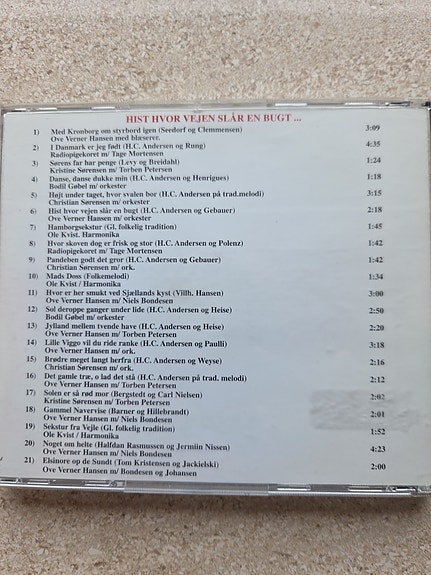 HIST HVOR VEJEN SLÅR EN BUGT ...
1) Med Kronborg om styrbord igen (Seedorf og Clemmensen) 3:09
Ove Verner Hansen med blæserer.
2) I Danmark er jeg født (H.C. Andersen og Rung) 4:35
Radiopigekoret m/ Tage Mortensen
3) Sørens far har penge (Levy og Breidahl) 1:24
Kristine Sørensen m/ Torben Petersen
4) Danse, danse dukke min (H.C. Andersen og Henrigues) 1:18
Bodil Gøbel m/ orkester
5) Højt under taget, hvor svalen bor (H.C. Andersen på trad.melodi) 3:15
Christian Sørensen m/ orkester
6) Hist hvor vejen slår en bugt (H.C. Andersen og Gebauer) 2:18
Ove Verner Hansen m/ orkester
7) Hamborgsekstur (Gl. folkelig tradition) 1:45
Ole Kvist. Harmonika
8) Hvor skoven dog er frisk og stor (H.C. Andersen og Polenz) 1:42
Radiopigekoret m/ Tage Mortensen
9) Pandeben godt det gror (H.C. Andersen og Gebauer) 1:42
Christian Sørensen m/ ork.
10) Mads Doss (Folkemelodi) 1:34
Ole Kvist / Harmonika
11) Hvor er her smukt ved Sjællands kyst (Villh. Hansen) 3:00
Ove Verner Hansen m/ Niels Bondesen
12) Sol deroppe ganger under lide (H.C. Andersen og Heise) 2:50
Bodil Gøbel m/ orkester
13) Jylland mellem tvende have (H.C. Andersen og Heise) 2:20
Ove Verner Hansen m/ Torben Petersen
14) Lille Viggo vil du ride ranke (H.C. Andersen og Paulli) 3:18
Ove Verner Hansen m/ ork.
15) Brødre meget langt herfra (H.C. Andersen og Weyse) 2:16
Christian Sørensen m/ ork.
16) Det gamle træ, o lad det stå (H.C. Andersen på trad. melodi) 2:12
Ove Verner Hansen m/ Torben Petersen
17) Solen er så rød mor (Bergstedt og Carl Nielsen) 2:02
Kristine Sørensen m/ Torben Petersen
18) Gammel Navervise (Barner og Hillebrandt) 2:01
Ove Verner Hansen m/ Niels Bondesen
19) Sekstur fra Vejle (Gl. folkelig tradition) 1:52
Ole Kvist / Harmonika
20) Noget om helte (Halfdan Rasmussen og Jermiin Nissen) 4:23
Ove Verner Hansen m/ Niels Bondesen
21) Elsinore op de Sundt (Tom Kristensen og Jackielski) 2:00
Ove Verner Hansen m/ Bondesen og Johansen